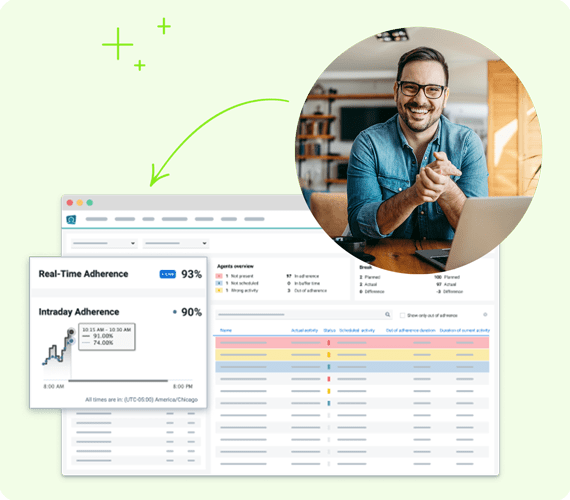 Real-Time Adherence
LIVE
93%
Intraday Adherence
90%
10:15 AM - 10:30 AM
91.00%
74.00%
8:00 AM
8:00 PM
All times are in: (UTC-05:00) America/Chicago
Agents overview
1 Not present
97 In adherence
1 Not scheduled
0 In buffer time
1 Wrong activity
3 Out of adherence
Break
2 Planned
100 Planned
2 Actual
97 Actual
0 Difference
-3 Difference
Show only out of adherence
Name
Actual activity
Status
Scheduled activity
Out of adherence duration
Duration of current activity